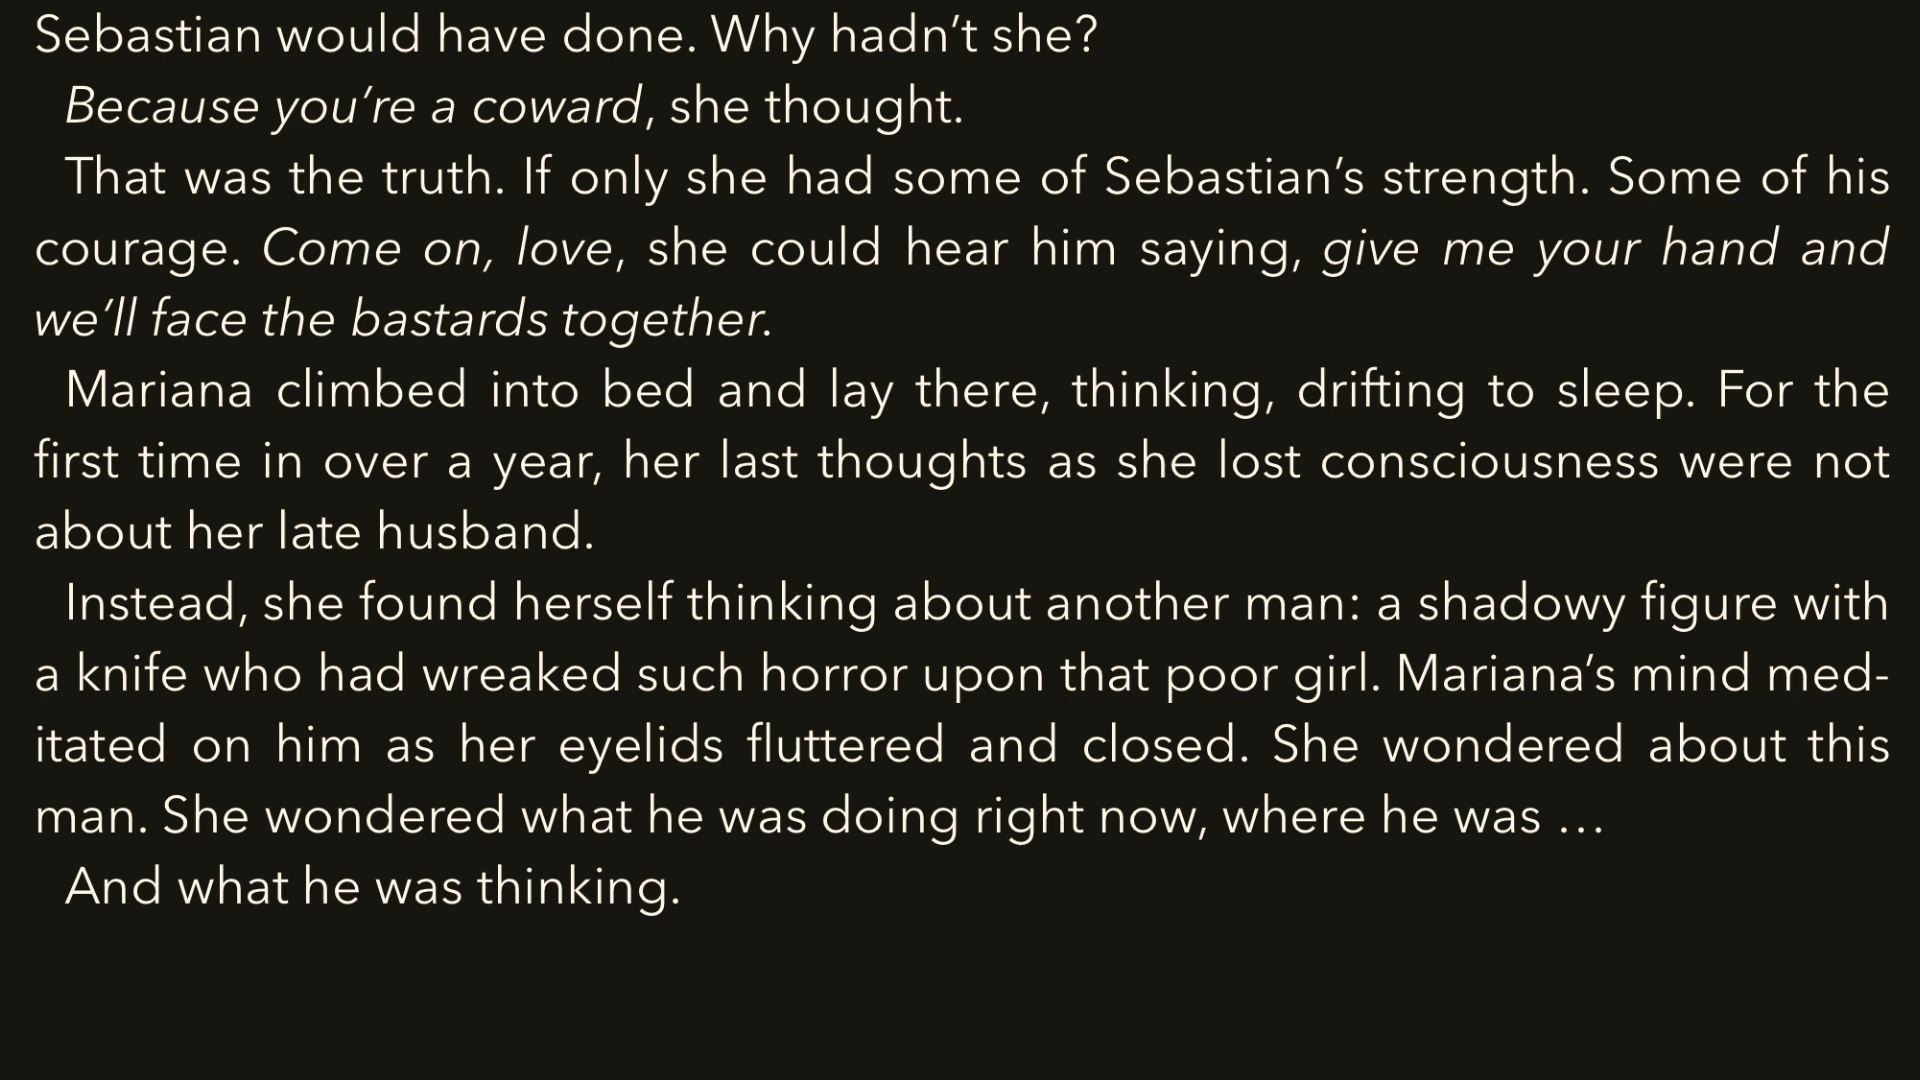 Sebastian would have done. Why hadn’t she?
Because you’re a coward, she thought.
That was the truth. If only she had some of Sebastian’s strength. Some of his
courage. Come on, love, she could hear him saying, give me your hand and
we’ll face the bastards together.
Mariana climbed into bed and lay there, thinking, drifting to sleep. For the
first time in over a year, her last thoughts as she lost consciousness were not
about her late husband.
Instead, she found herself thinking about another man: a shadowy figure with
a knife who had wreaked such horror upon that poor girl. Mariana’s mind med-
itated on him as her eyelids fluttered and closed. She wondered about this
man. She wondered what he was doing right now, where he was …
And what he was thinking.